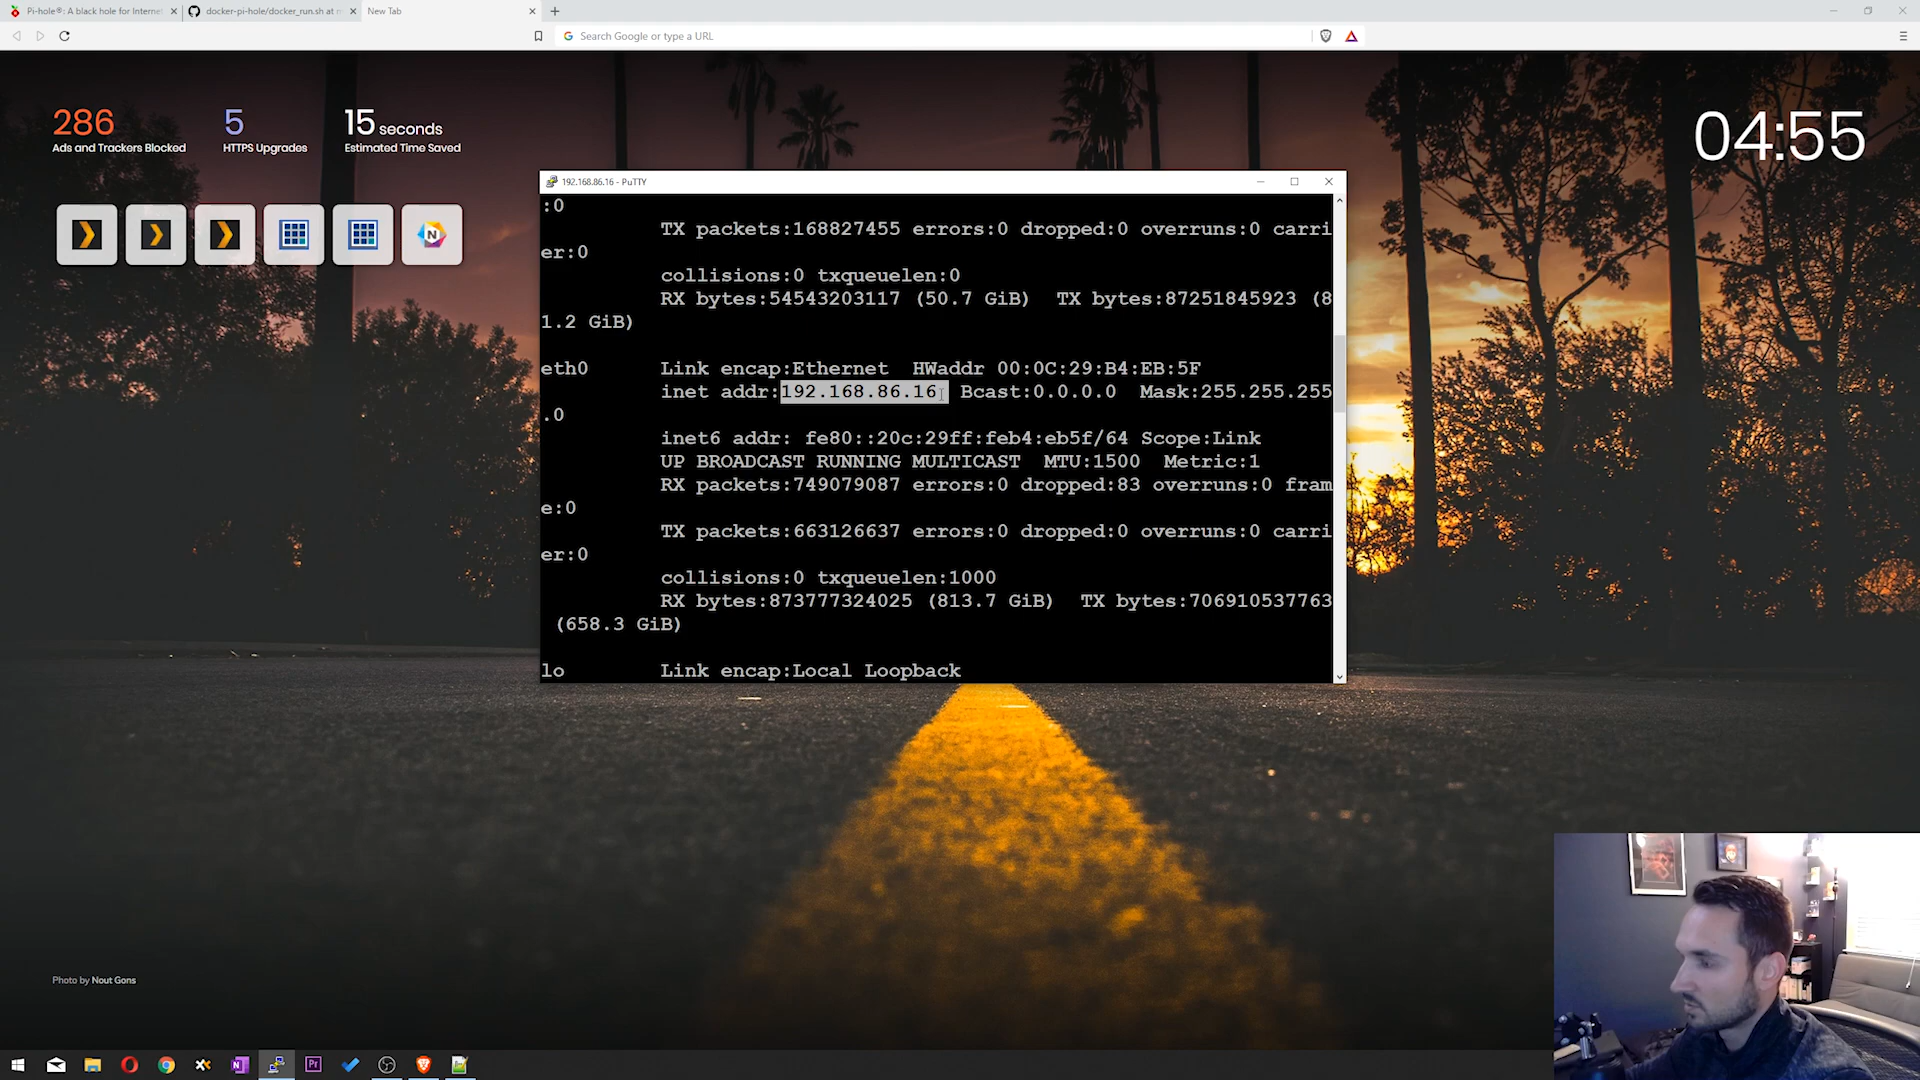 Pi-hole®: A black hole for Internet
docker-pi-hole/docker_run.sh at m
New Tab
Search Google or type a URL
286
Ads and Trackers Blocked
5
HTTPS Upgrades
15 seconds
Estimated Time Saved
04:55
192.168.86.16 - PuTTY
:0
TX packets:168827455 errors:0 dropped:0 overruns:0 carri
er:0
collisions:0 txqueuelen:0
RX bytes:54543203117 (50.7 GiB)  TX bytes:87251845923 (8
1.2 GiB)
eth0      Link encap:Ethernet  HWaddr 00:0C:29:B4:EB:5F
inet addr:192.168.86.16  Bcast:0.0.0.0  Mask:255.255.255
.0
inet6 addr: fe80::20c:29ff:feb4:eb5f/64 Scope:Link
UP BROADCAST RUNNING MULTICAST  MTU:1500  Metric:1
RX packets:749079087 errors:0 dropped:83 overruns:0 fram
e:0
TX packets:663126637 errors:0 dropped:0 overruns:0 carri
er:0
collisions:0 txqueuelen:1000
RX bytes:873777324025 (813.7 GiB)  TX bytes:706910537763
(658.3 GiB)
lo        Link encap:Local Loopback
N
Photo by Nout Gons
N
Pr